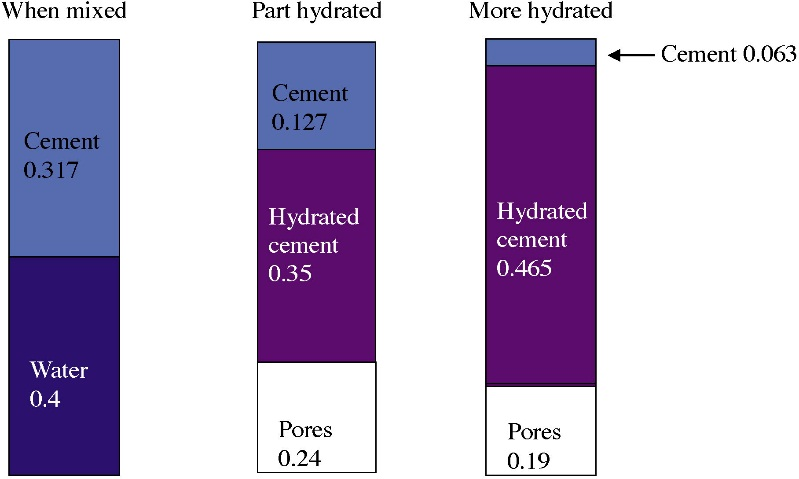 When mixed
Part hydrated
More hydrated
Cement
0.317
Water
0.4
Cement
0.127
Hydrated
cement
0.35
Pores
0.24
Cement 0.063
Hydrated
cement
0.465
Pores
0.19